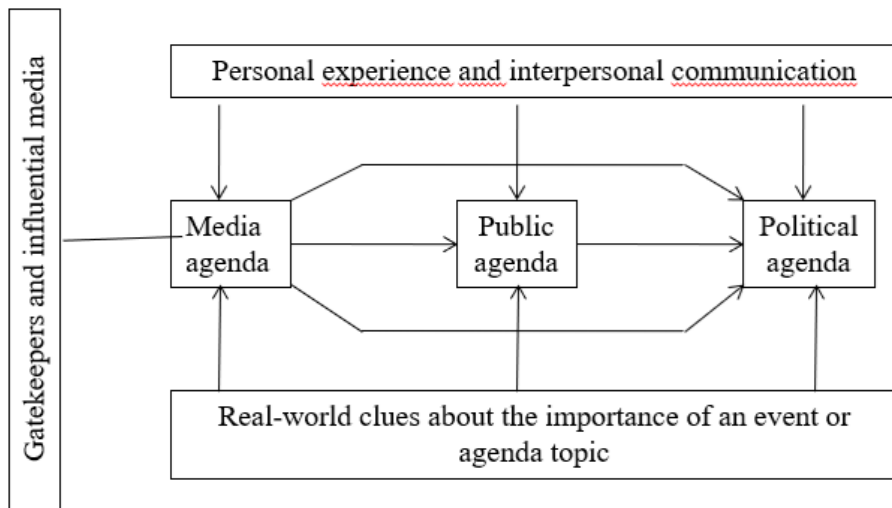 Gatekeepers and influential media
Personal experience and interpersonal communication
Media
agenda
Public
agenda
Political
agenda
Real-world clues about the importance of an event or
agenda topic